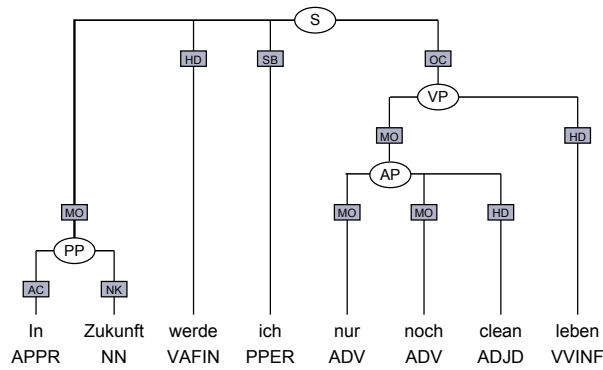 S
HD SB OC
VP
MO HD
AP
MO MO MO HD
PP
AC NK
In Zukunft werde ich nur noch clean leben
APPR NN VAFIN PPER ADV ADV ADJD VVINF